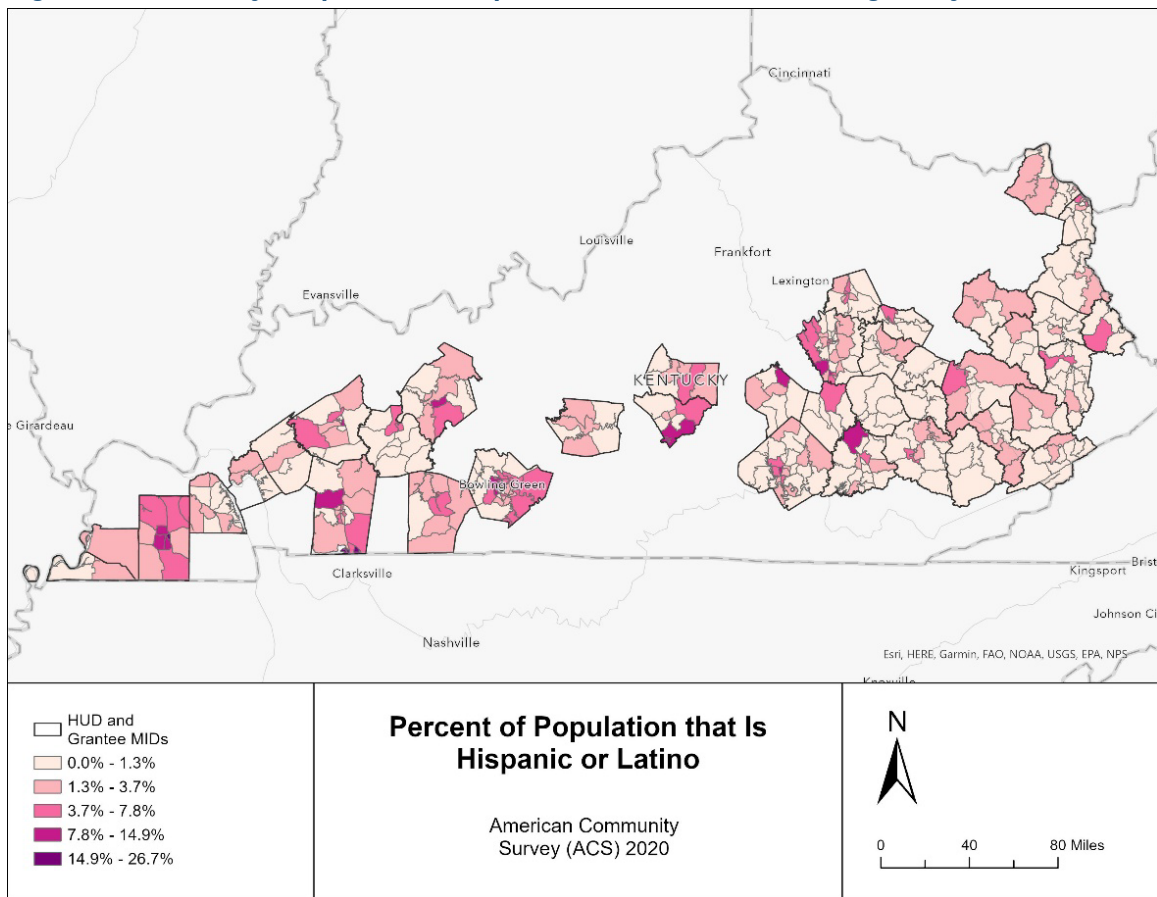 Cincinnati
Louisville
Frankfort
Lexington
Evansville
KENTUCKY
e Girardeau
Bowling Green
Clarksville
Kingsport
Brist
Johnson Ci
Nashville
Esri, HERE, Garmin, FAO, NOAA, USGS, EPA, NPS
HUD and
Grantee MIDs
0.0% - 1.3%
1.3% - 3.7%
3.7% - 7.8%
7.8% - 14.9%
14.9% - 26.7%
Percent of Population that Is
Hispanic or Latino
American Community
Survey (ACS) 2020
N
0 40 80 Miles